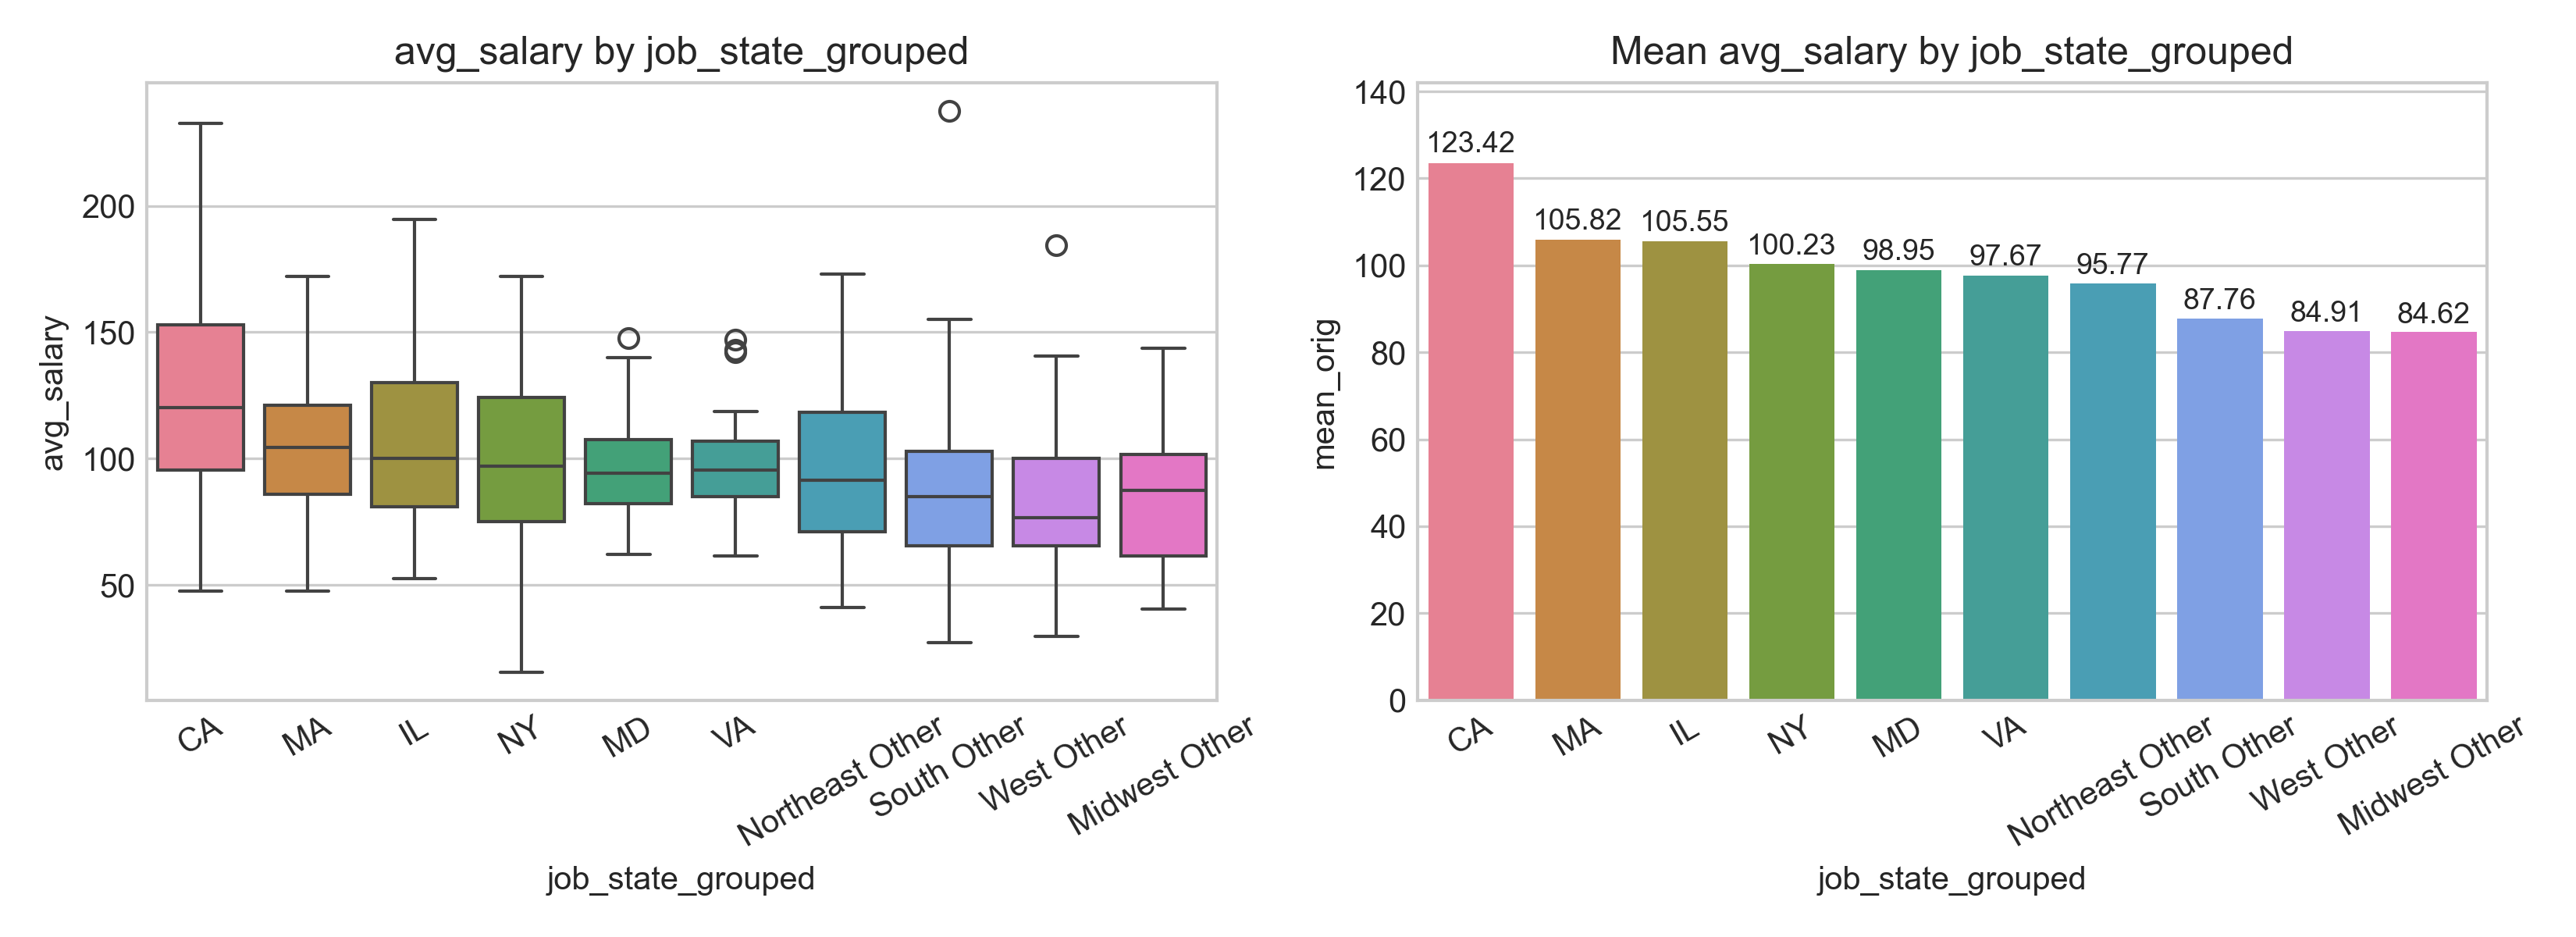 avg_salary by job_state_grouped
avg_salary
200
150
100
50
CA
MA
IL
NY
MD
VA
Northeast Other
South Other
West Other
Midwest Other
job_state_grouped
Mean avg_salary by job_state_grouped
mean_orig
140
120
100
80
60
40
20
0
123.42
105.82
105.55
100.23
98.95
97.67
95.77
87.76
84.91
84.62
CA
MA
IL
NY
MD
VA
Northeast Other
South Other
West Other
Midwest Other
job_state_grouped